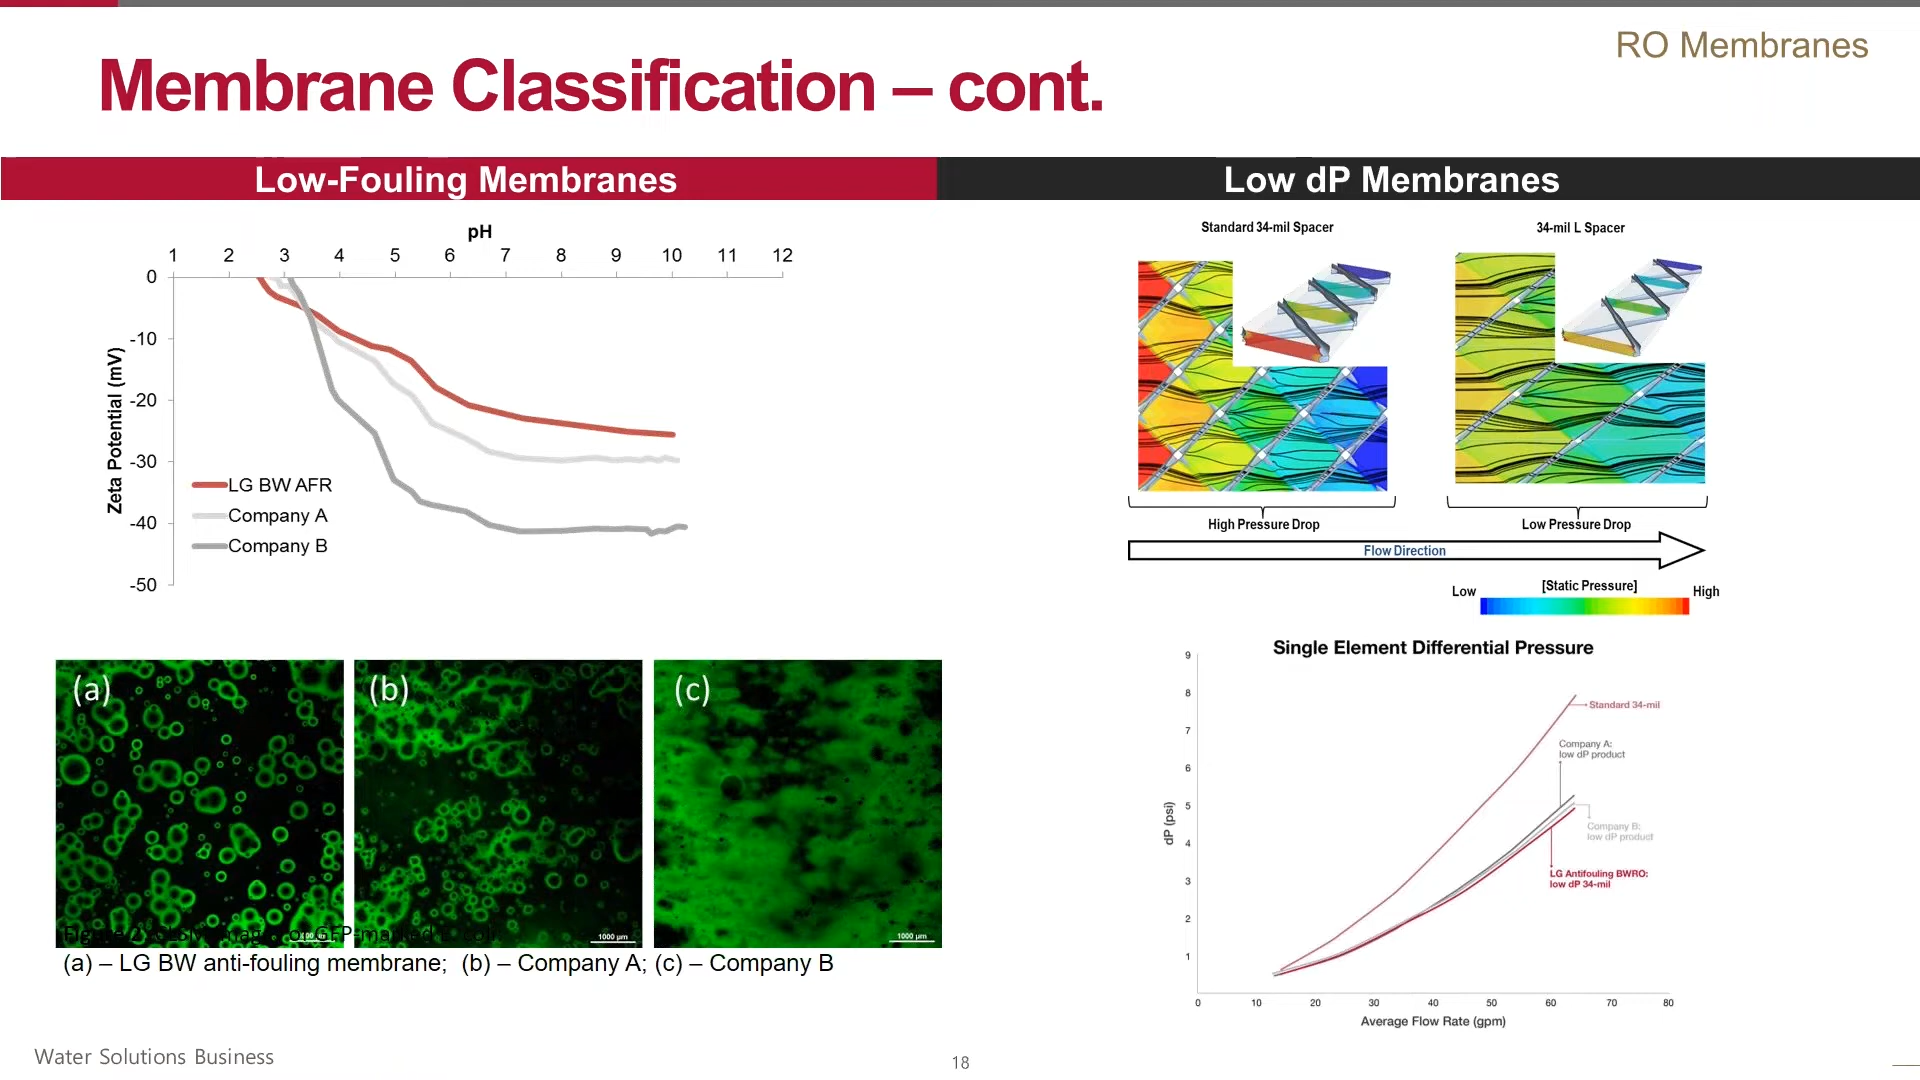 RO Membranes
Membrane Classification – cont.
Low-Fouling Membranes
Low dP Membranes
pH
1 2 3 4 5 6 7 8 9 10 11 12
0
-10
-20
-30
-40
-50
Zeta Potential (mV)
LG BW AFR
Company A
Company B
(a)
(b)
(c)
1000 µm
1000 µm
(a) – LG BW anti-fouling membrane; (b) – Company A; (c) – Company B
Standard 34-mil Spacer
34-mil L Spacer
High Pressure Drop
Low Pressure Drop
Flow Direction
[Static Pressure]
Low
High
Single Element Differential Pressure
9
8
7
6
5
4
3
2
1
dP (psi)
Standard 34-mil
Company A:
low dP product
Company B:
low dP product
LG Antifouling BWRO:
low dP 34-mil
0 10 20 30 40 50 60 70 80
Average Flow Rate (gpm)
Water Solutions Business
18